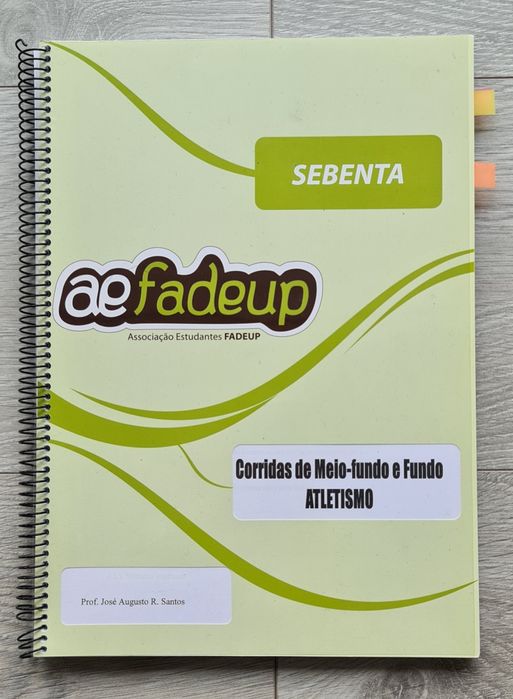 SEBENTA
aefadeup
Associação Estudantes FADEUP
Corridas de Meio-fundo e Fundo
ATLETISMO
Prof. José Augusto R. Santos